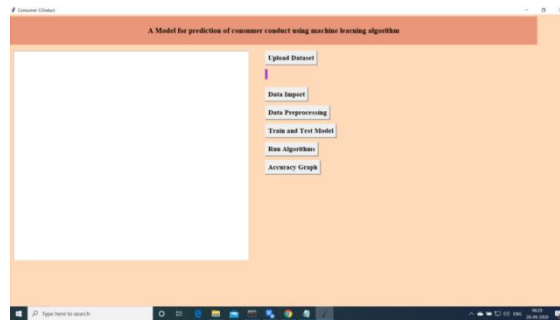 Consumer COnduct
A Model for prediction of consumer conduct using machine learning algorithm
Upload Dataset
Data Import
Data Preprocessing
Train and Test Model
Run Algorithms
Accuracy Graph
Type here to search
ENG